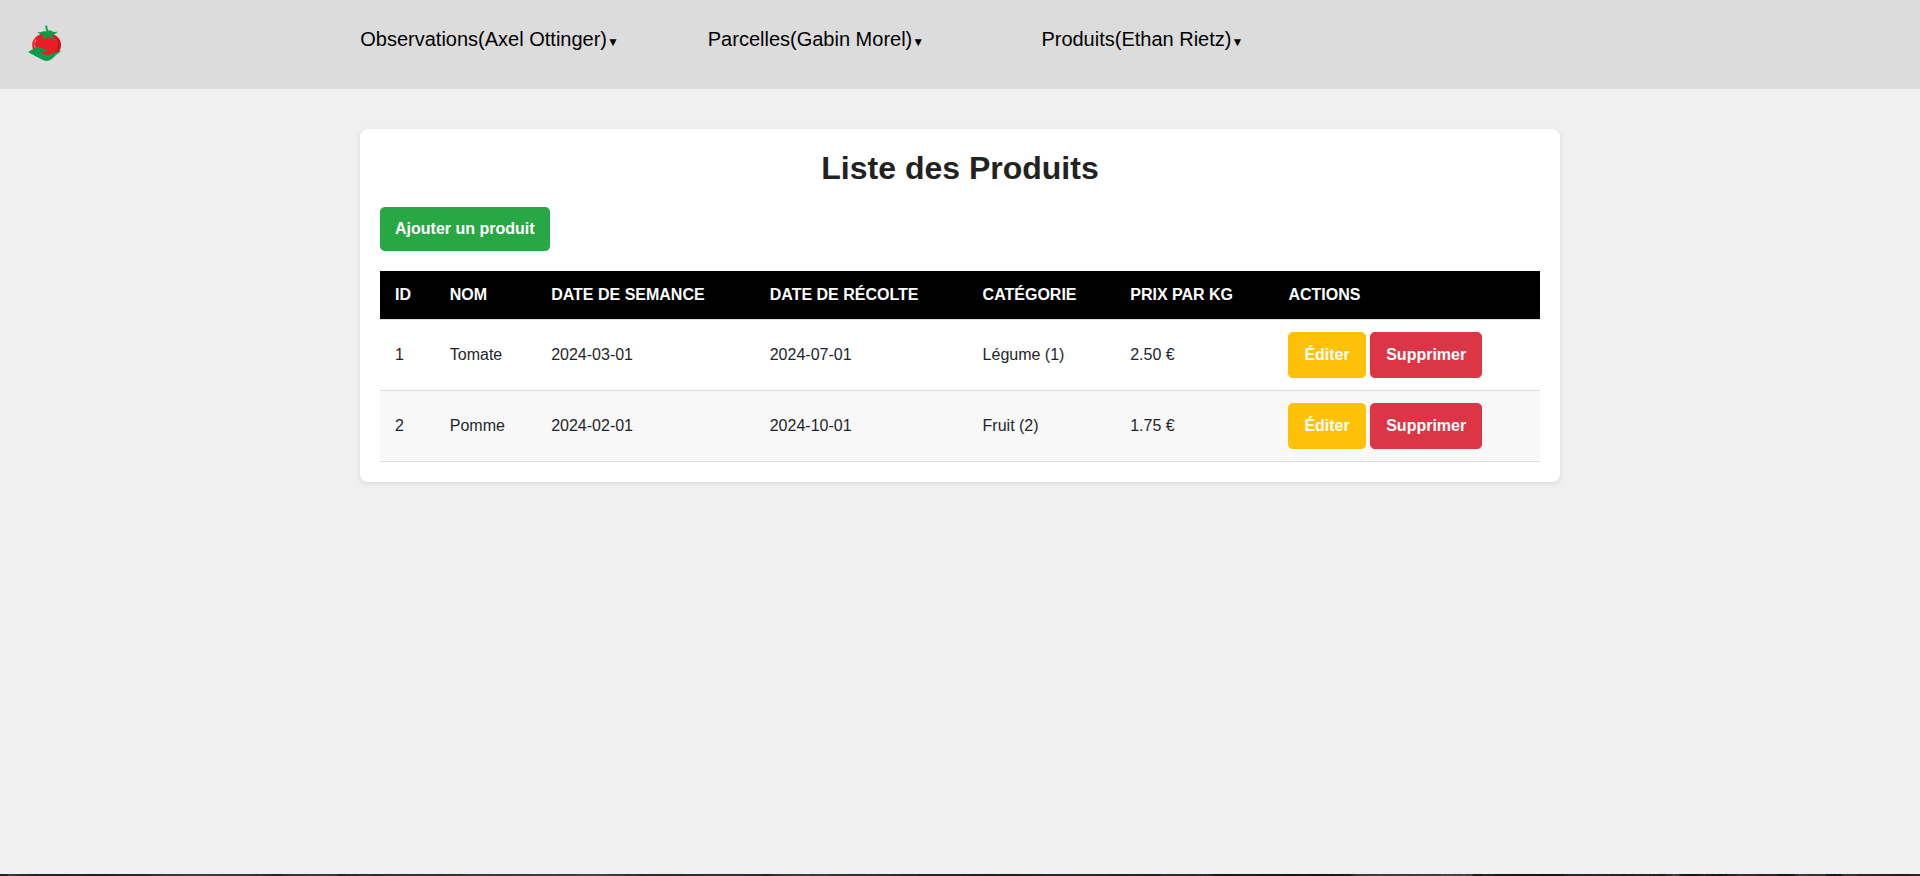 Observations(Axel Ottinger)▼ Parcelles(Gabin Morel)▼ Produits(Ethan Rietz)▼
Liste des Produits
Ajouter un produit
ID NOM DATE DE SEMANCE DATE DE RÉCOLTE CATÉGORIE PRIX PAR KG ACTIONS
1 Tomate 2024-03-01 2024-07-01 Légume (1) 2.50 € Éditer Supprimer
2 Pomme 2024-02-01 2024-10-01 Fruit (2) 1.75 € Éditer Supprimer